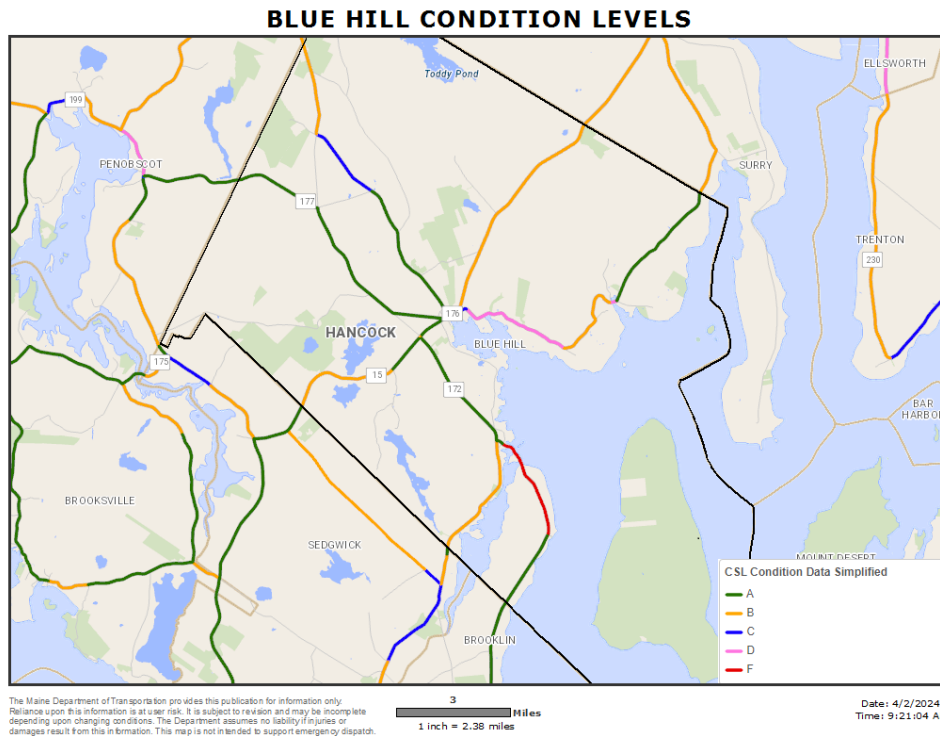 BLUE HILL CONDITION LEVELS
Toddy Pond
ELLSWORTH
199
PENOBSCOT
SURRY
177
TRENTON
230
176
HANCOCK
BLUE HILL
175
15
172
BAR
HARBOR
BROOKSVILLE
SEDGWICK
MOUNT DESERT
CSL Condition Data Simplified
A
B
C
D
F
BROOKLIN
The Maine Department of Transportation provides this publication for information only.
Reliance upon this information is at user risk. It is subject to revision and may be incomplete
depending upon changing conditions. The Department assumes no liability if injuries or
damages result from this information. This map is not intended to support emergency dispatch.
3
Miles
1 inch = 2.38 miles
Date: 4/2/2024
Time: 9:21:04 A